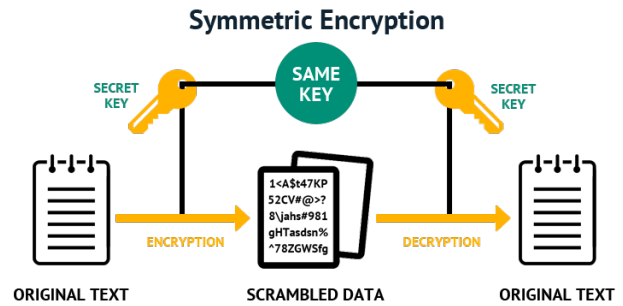 Symmetric Encryption
SECRET
KEY
SAME
KEY
SECRET
KEY
1<A$t47KP
52CV#@>?
8\jahs#981
gHTasdsn%
^78ZGWSfg
ENCRYPTION
DECRYPTION
ORIGINAL TEXT
SCRAMBLED DATA
ORIGINAL TEXT